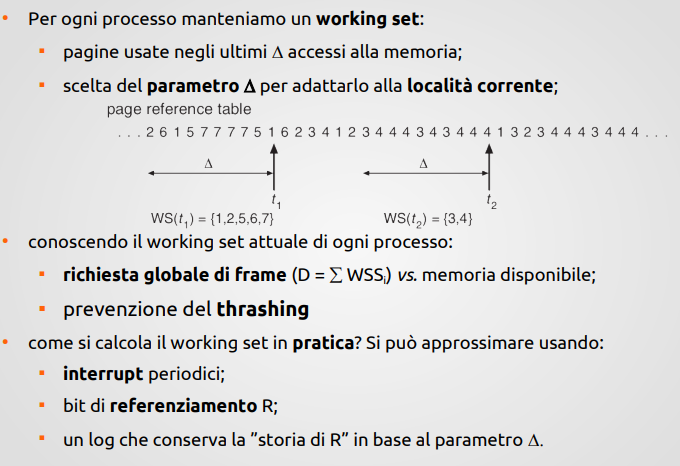 Per ogni processo manteniamo un working set:
pagine usate negli ultimi Δ accessi alla memoria;
scelta del parametro Δ per adattarlo alla località corrente;
page reference table
. . . 2 6 1 5 7 7 7 7 5 1 6 2 3 4 1 2 3 4 4 4 3 4 3 4 4 4 1 3 2 3 4 4 4 3 4 4 4 . . .
Δ Δ
t1 t2
WS(t1) = {1,2,5,6,7} WS(t2) = {3,4}
conoscendo il working set attuale di ogni processo:
richiesta globale di frame (D = ∑ WSSi) vs. memoria disponibile;
prevenzione del thrashing
come si calcola il working set in pratica? Si può approssimare usando:
interrupt periodici;
bit di referenziamento R;
un log che conserva la ”storia di R” in base al parametro Δ.